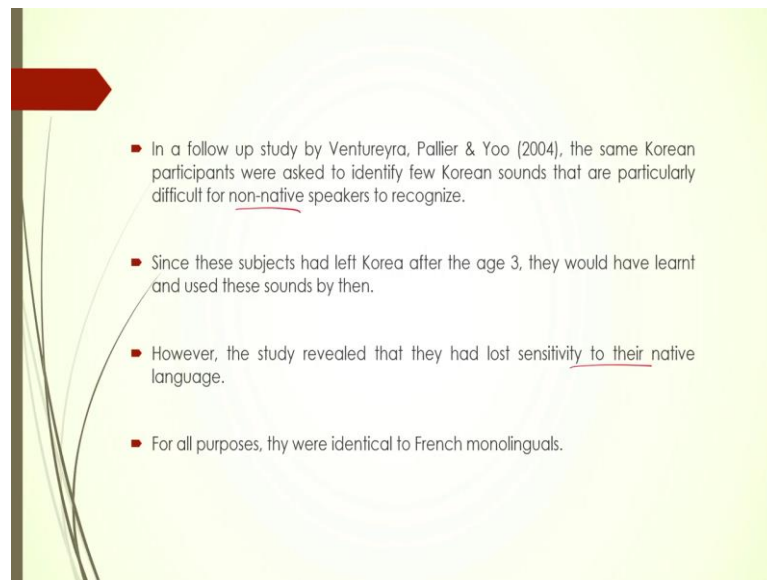 In a follow up study by Ventureyra, Pallier & Yoo (2004), the same Korean
participants were asked to identify few Korean sounds that are particularly
difficult for non-native speakers to recognize.
Since these subjects had left Korea after the age 3, they would have learnt
and used these sounds by then.
However, the study revealed that they had lost sensitivity to their native
language.
For all purposes, thy were identical to French monolinguals.